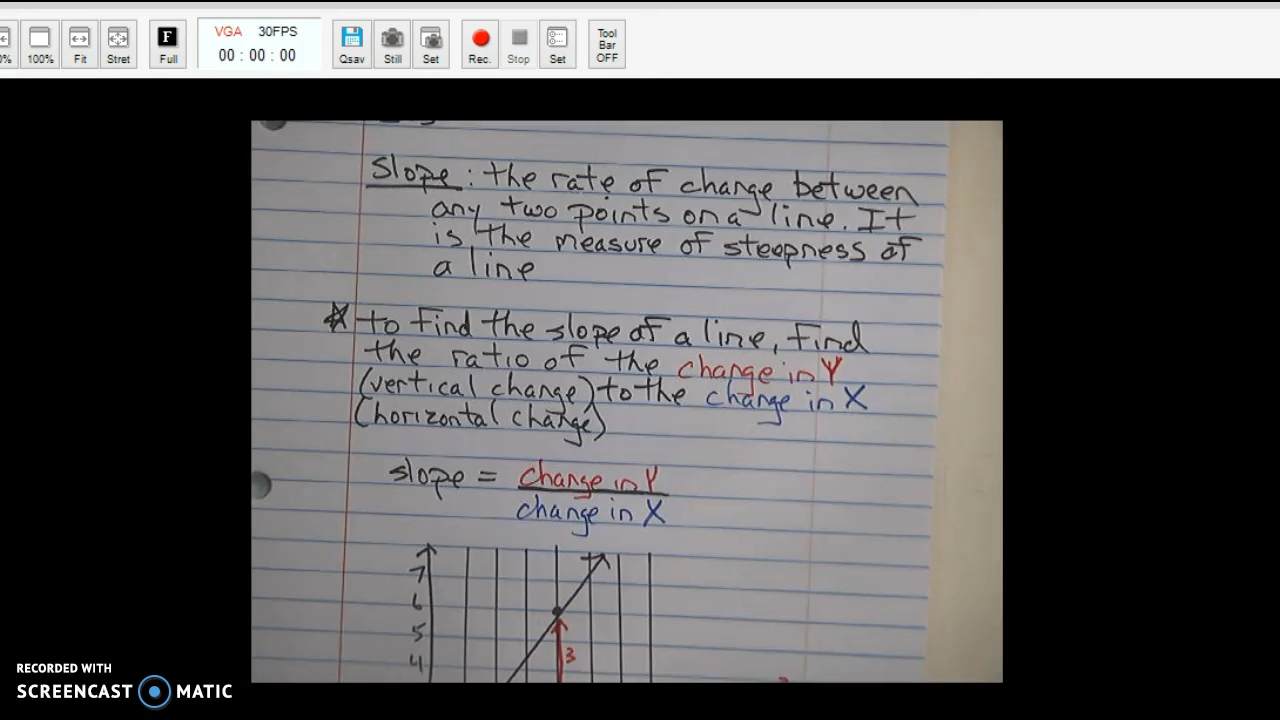 0%
100%
Fit
Stret
F
Full
VGA 30FPS
00 : 00 : 00
Qsav
Still
Set
Rec.
Stop
Set
Tool
Bar
OFF
Slope: the rate of change between
any two points on a line. It
is the measure of steepness of
a line
* to find the slope of a line, find
the ratio of the change in Y
(vertical change) to the change in X
(horizontal change)
slope = change in Y
change in X
7
6
5
4
3
RECORDED WITH
SCREENCAST MATIC